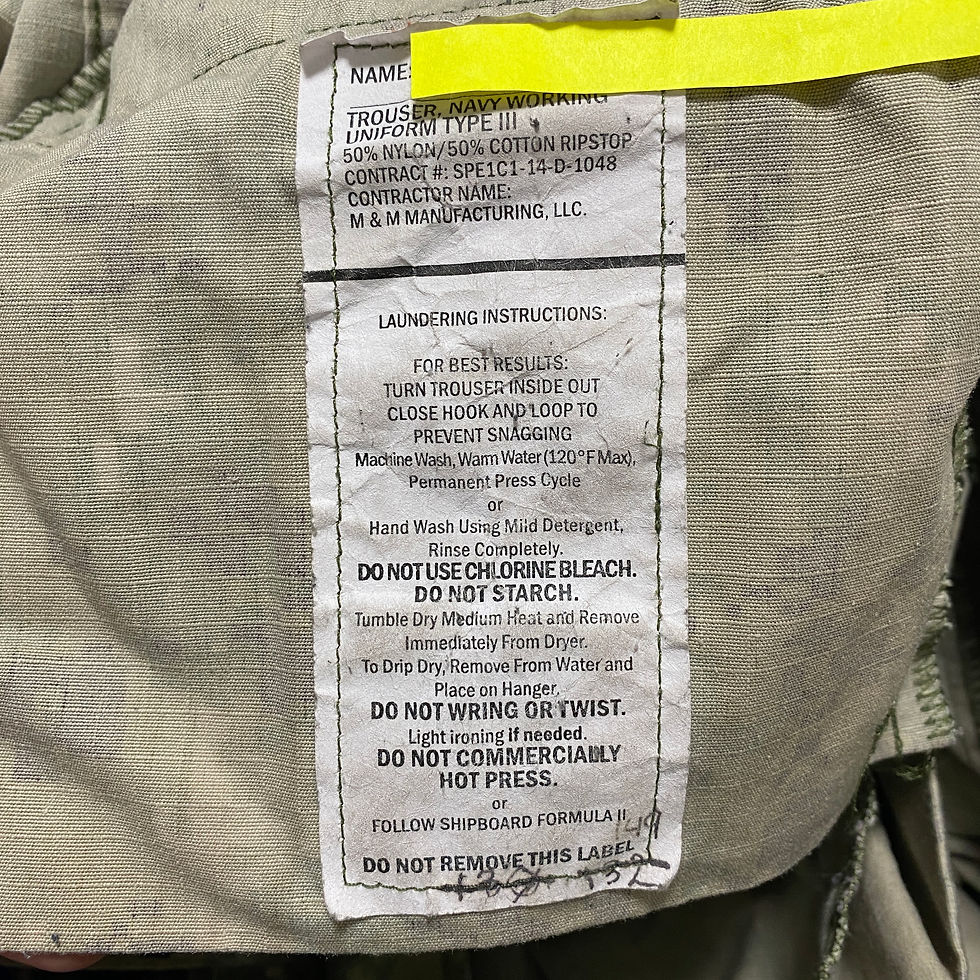 NAME:
TROUSER, NAVY WORKING
UNIFORM TYPE III
50% NYLON/50% COTTON RIPSTOP
CONTRACT #: SPE1C1-14-D-1048
CONTRACTOR NAME:
M & M MANUFACTURING, LLC.
LAUNDERING INSTRUCTIONS:
FOR BEST RESULTS:
TURN TROUSER INSIDE OUT
CLOSE HOOK AND LOOP TO
PREVENT SNAGGING
Machine Wash, Warm Water (120°F Max),
Permanent Press Cycle
or
Hand Wash Using Mild Detergent,
Rinse Completely.
DO NOT USE CHLORINE BLEACH.
DO NOT STARCH.
Tumble Dry Medium Heat and Remove
Immediately From Dryer.
To Drip Dry, Remove From Water and
Place on Hanger.
DO NOT WRING OR TWIST.
Light ironing if needed.
DO NOT COMMERCIALLY
HOT PRESS.
or
FOLLOW SHIPBOARD FORMULA II
149
DO NOT REMOVE THIS LABEL
132